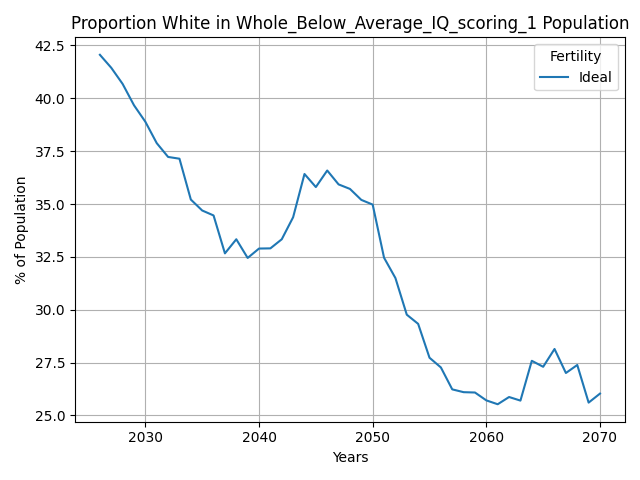 Proportion White in Whole_Below_Average_IQ_scoring_1 Population
% of Population
42.5
40.0
37.5
35.0
32.5
30.0
27.5
25.0
Fertility
Ideal
2030 2040 2050 2060 2070
Years